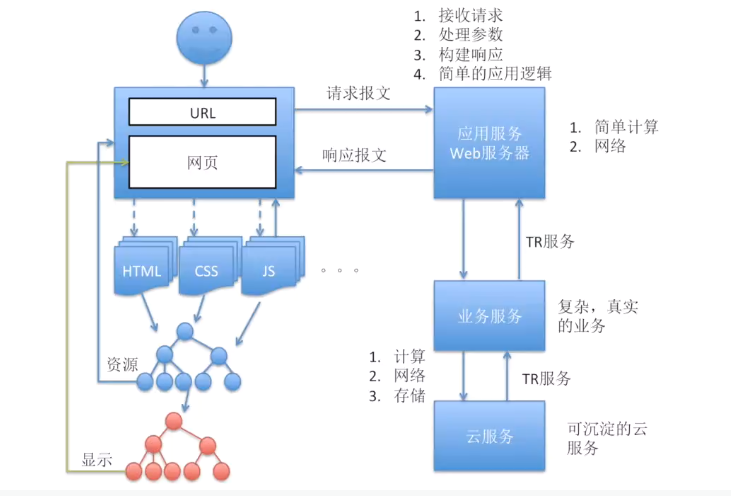 1. 接收请求
2. 处理参数
3. 构建响应
4. 简单的应用逻辑
请求报文
URL
应用服务
Web服务器
1. 简单计算
2. 网络
响应报文
网页
TR服务
HTML
CSS
JS
。。。
业务服务
复杂，真实
的业务
资源
1. 计算
2. 网络
3. 存储
TR服务
云服务
可沉淀的云
服务
显示